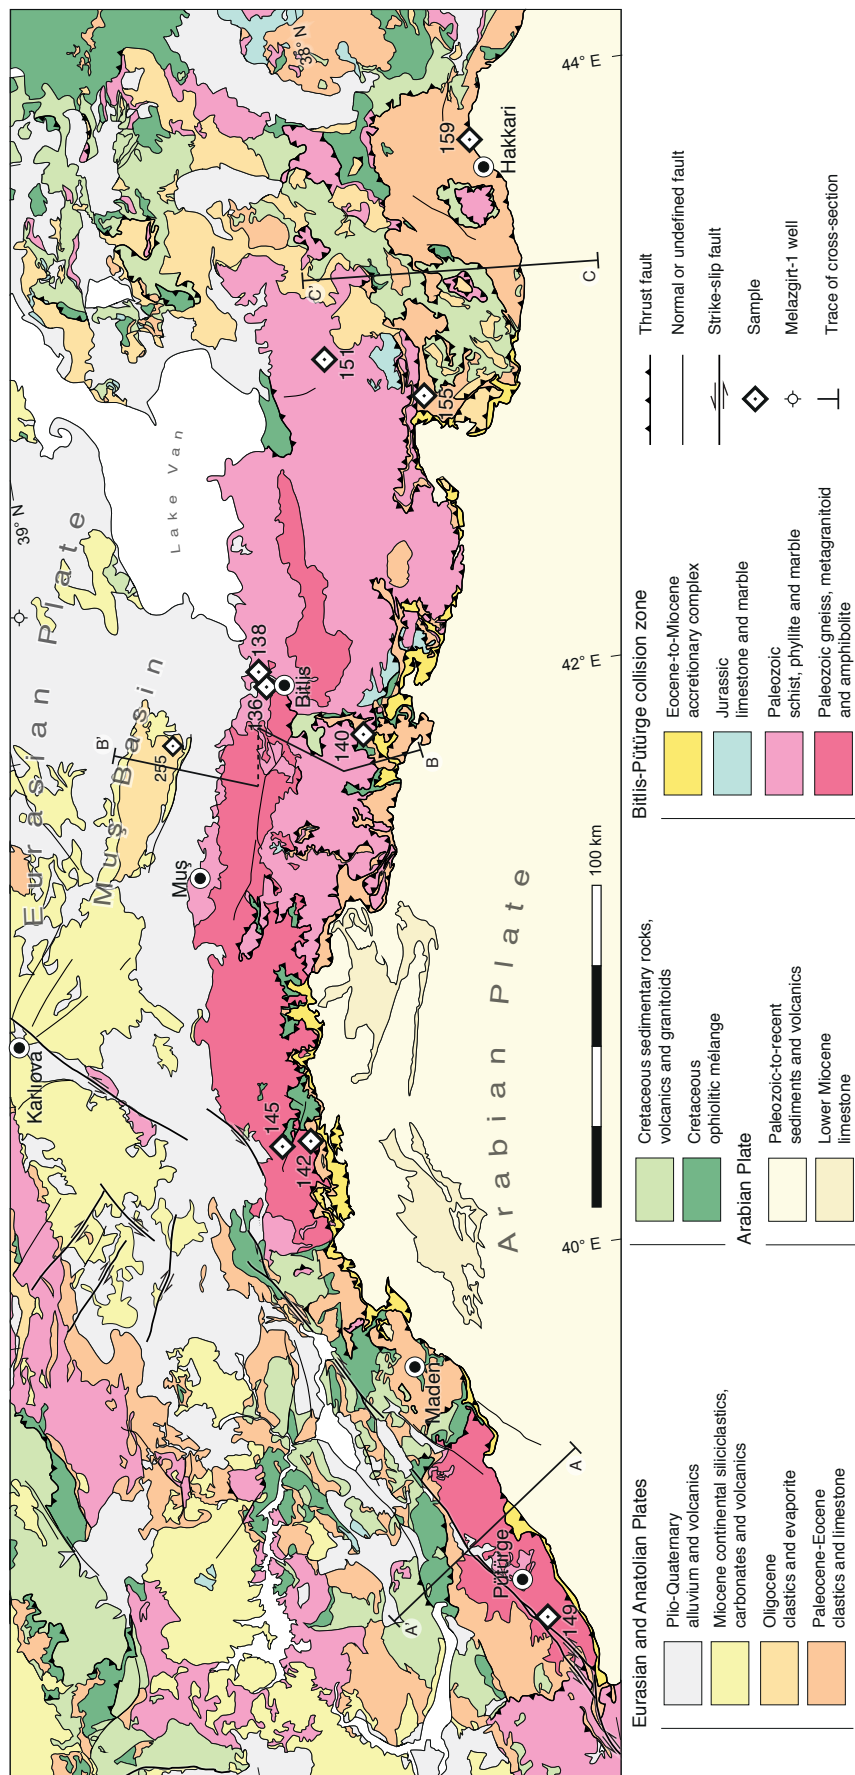 Eurasian Plate
Muş Basin
Arabian Plate
Lake Van
39° N
38° N
44° E
42° E
40° E
Karlıova
Muş
Bitlis
Hakkari
Maden
Pütürge
159
151
155
138
136
140
255
145
142
149
A
A'
B
B'
C
C'
100 km
Eurasian and Anatolian Plates
Plio-Quaternary
alluvium and volcanics
Miocene continental siliciclastics,
carbonates and volcanics
Oligocene
clastics and evaporite
Paleocene-Eocene
clastics and limestone
Cretaceous sedimentary rocks,
volcanics and granitoids
Cretaceous
ophiolitic mélange
Arabian Plate
Paleozoic-to-recent
sediments and volcanics
Lower Miocene
limestone
Bitlis-Pütürge collision zone
Eocene-to-Miocene
accretionary complex
Jurassic
limestone and marble
Paleozoic
schist, phyllite and marble
Paleozoic gneiss, metagranitoid
and amphibolite
Thrust fault
Normal or undefined fault
Strike-slip fault
Sample
Melazgirt-1 well
Trace of cross-section